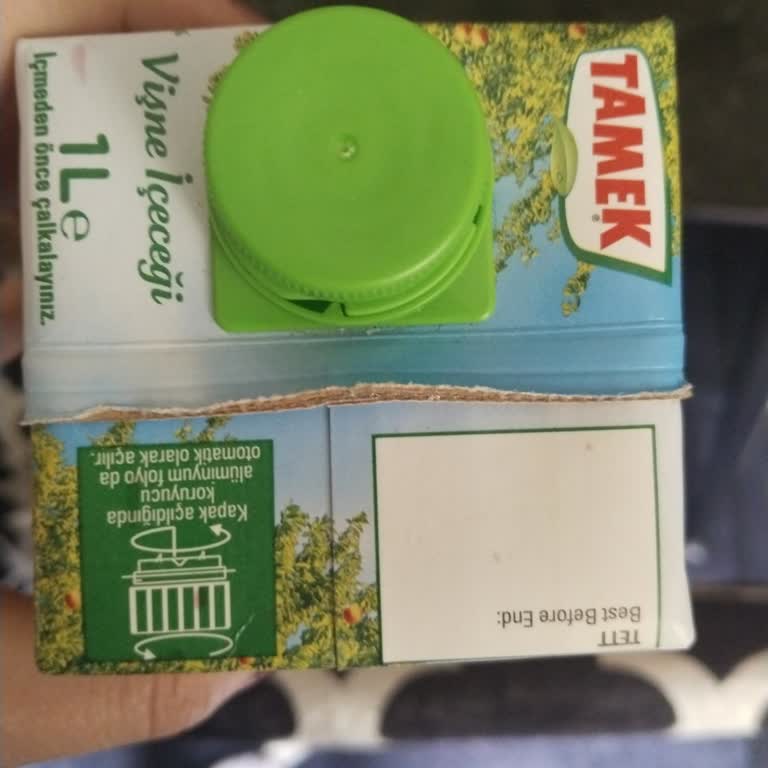 TAMEK
®
Vişne İçeceği
1L e
İçmeden önce çalkalayınız.
Kapak açıldığında
koruyucu
alüminyum folyo da
otomatik olarak açılır.
TETT
Best Before End: